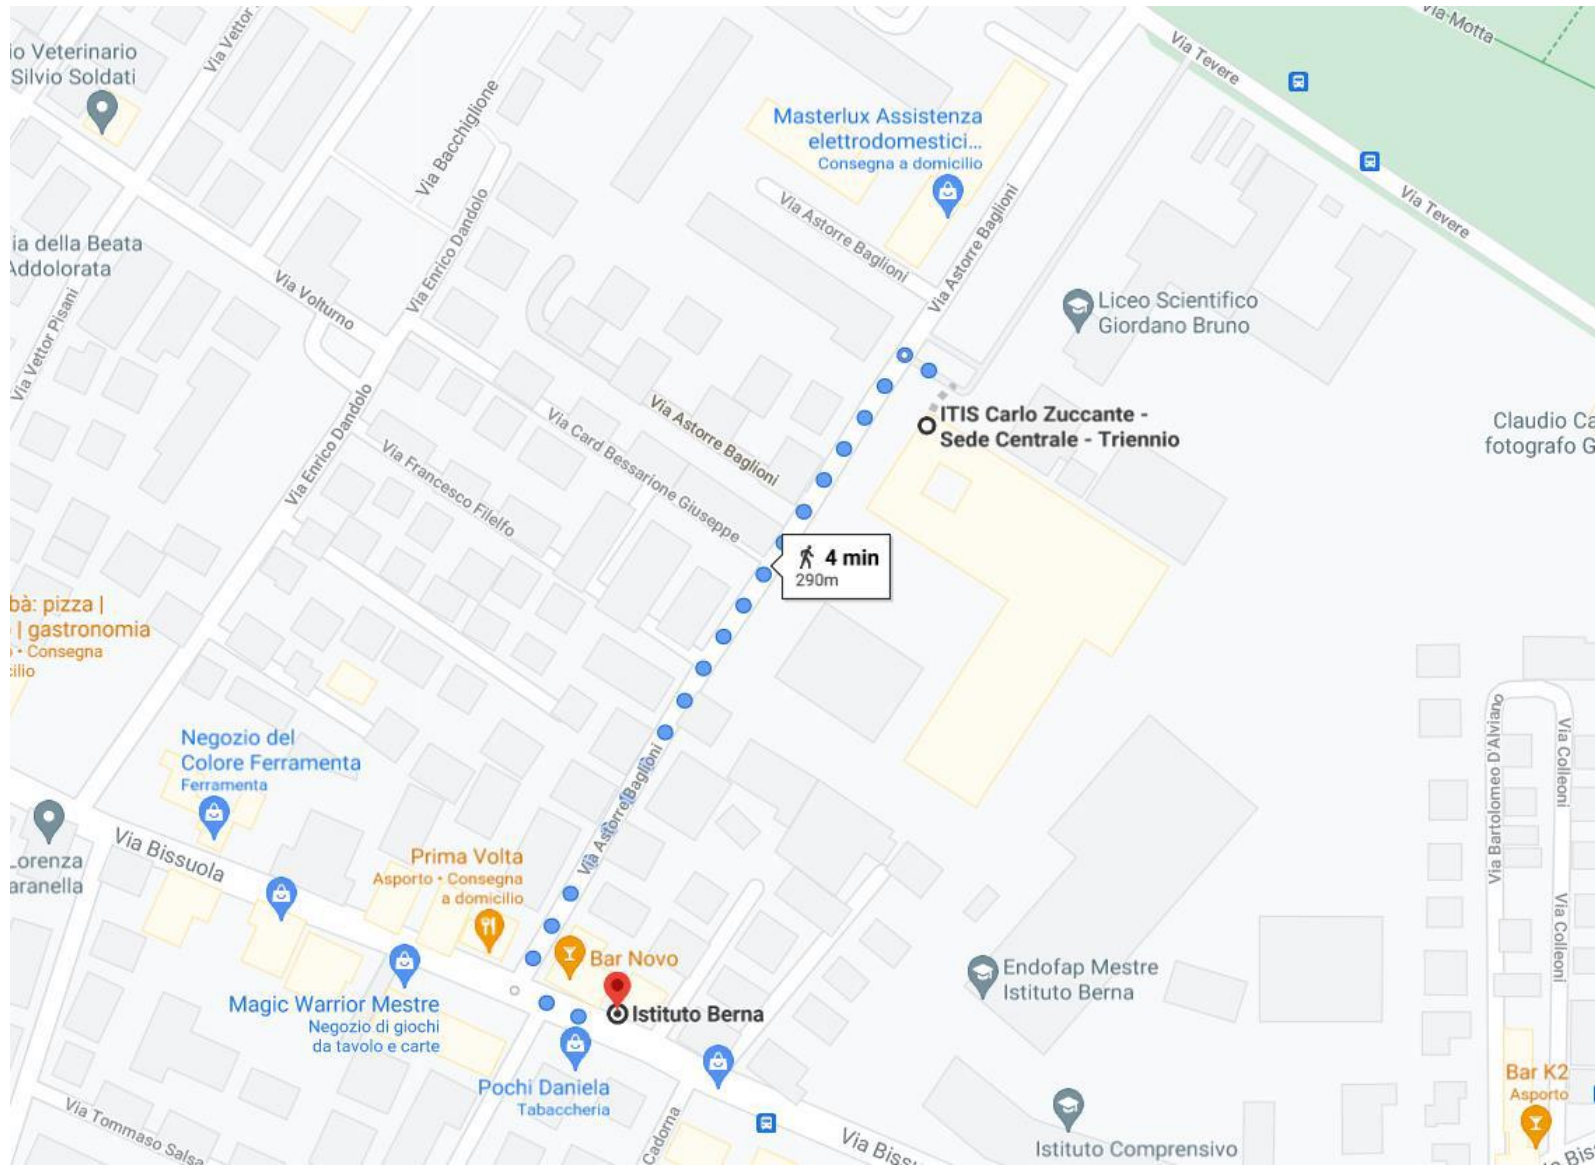 io Veterinario
Silvio Soldati
Via Vettor
Via Bacchiglione
Via Enrico Dandolo
Masterlux Assistenza
elettrodomestici...
Consegna a domicilio
Via Astorre Baglioni
Via Astorre Baglioni
Via Tevere
Via Motta
Via Tevere
ia della Beata
Addolorata
Via Vettor Pisani
Via Volturno
Liceo Scientifico
Giordano Bruno
Via Enrico Dandolo
Via Francesco Filelfo
Via Card Bessarione Giuseppe
Via Astorre Baglioni
ITIS Carlo Zuccante -
Sede Centrale - Triennio
Claudio Ca
fotografo G
4 min
290m
bà: pizza |
| gastronomia
• Consegna
cilio
Negozio del
Colore Ferramenta
Ferramenta
Via Astorre Baglioni
Via Bartolomeo D'Alviano
Via Colleoni
Via Colleoni
Lorenza
aranella
Via Bissuola
Prima Volta
Asporto • Consegna
a domicilio
Bar Novo
Istituto Berna
Magic Warrior Mestre
Negozio di giochi
da tavolo e carte
Endofap Mestre
Istituto Berna
Pochi Daniela
Tabaccheria
Bar K2
Asporto
Via Tommaso Salsa
Cadorna
Via Biss
Istituto Comprensivo